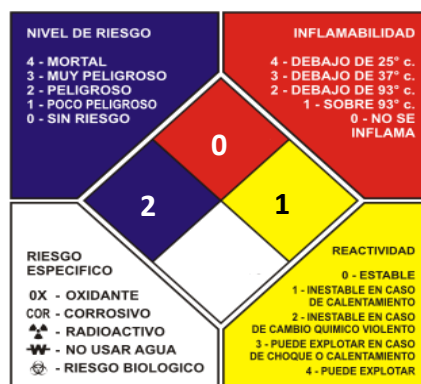 NIVEL DE RIESGO
4 - MORTAL
3 - MUY PELIGROSO
2 - PELIGROSO
1 - POCO PELIGROSO
0 - SIN RIESGO
INFLAMABILIDAD
4 - DEBAJO DE 25° c.
3 - DEBAJO DE 37° c.
2 - DEBAJO DE 93° c.
1 - SOBRE 93° c.
0 - NO SE
INFLAMA
0
2
1
RIESGO
ESPECIFICO
0X - OXIDANTE
COR - CORROSIVO
- RADIOACTIVO
W - NO USAR AGUA
- RIESGO BIOLOGICO
REACTIVIDAD
0 - ESTABLE
1 - INESTABLE EN CASO
DE CALENTAMIENTO
2 - INESTABLE EN CASO
DE CAMBIO QUIMICO VIOLENTO
3 - PUEDE EXPLOTAR EN CASO
DE CHOQUE O CALENTAMIENTO
4 - PUEDE EXPLOTAR